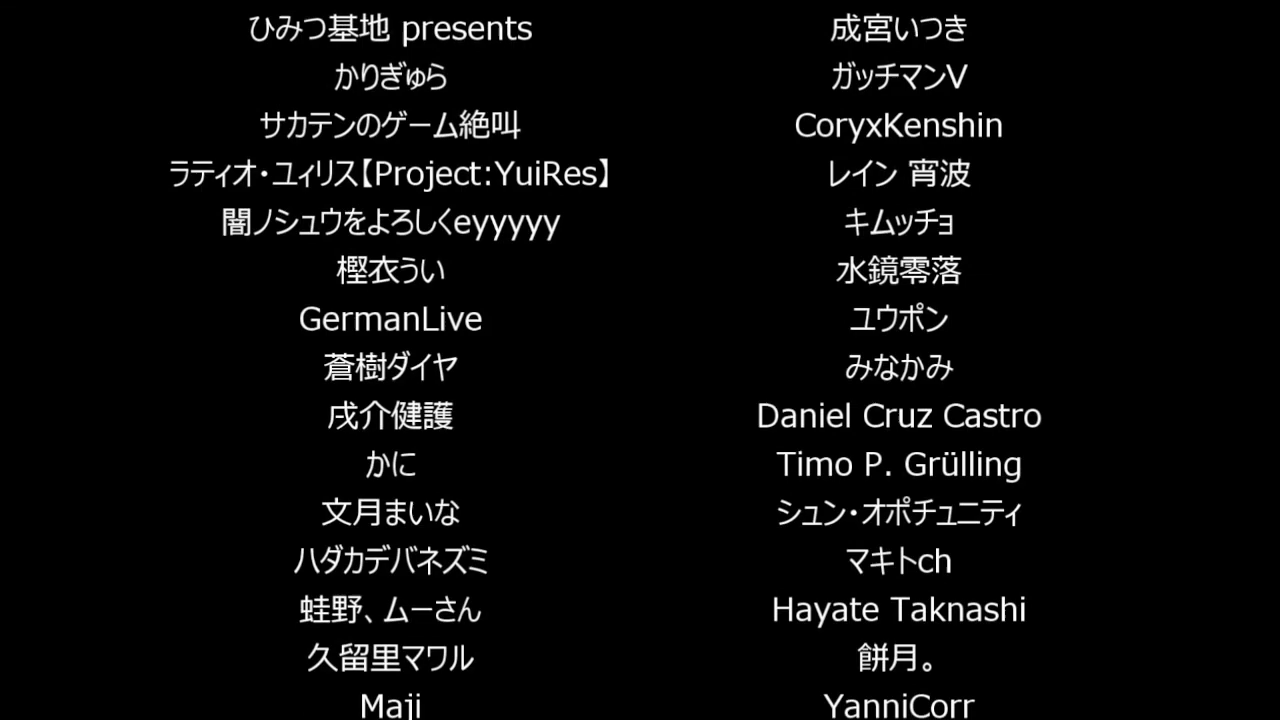 ひみつ基地 presents
成宮いつき
かりぎゅら
ガッチマンV
サカテンのゲーム絶叫
CoryxKenshin
ラティオ・ユィリス【Project:YuiRes】
レイン 宵波
闇ノシュウをよろしくeyyyyy
キムッチョ
樫衣うい
水鏡零落
GermanLive
ユウポン
蒼樹ダイヤ
みなかみ
戌介健護
Daniel Cruz Castro
かに
Timo P. Grülling
文月まいな
シュン・オポチュニティ
ハダカデバネズミ
マキトch
蛙野、ムーさん
Hayate Taknashi
久留里マワル
餅月。
Maji
YanniCorr